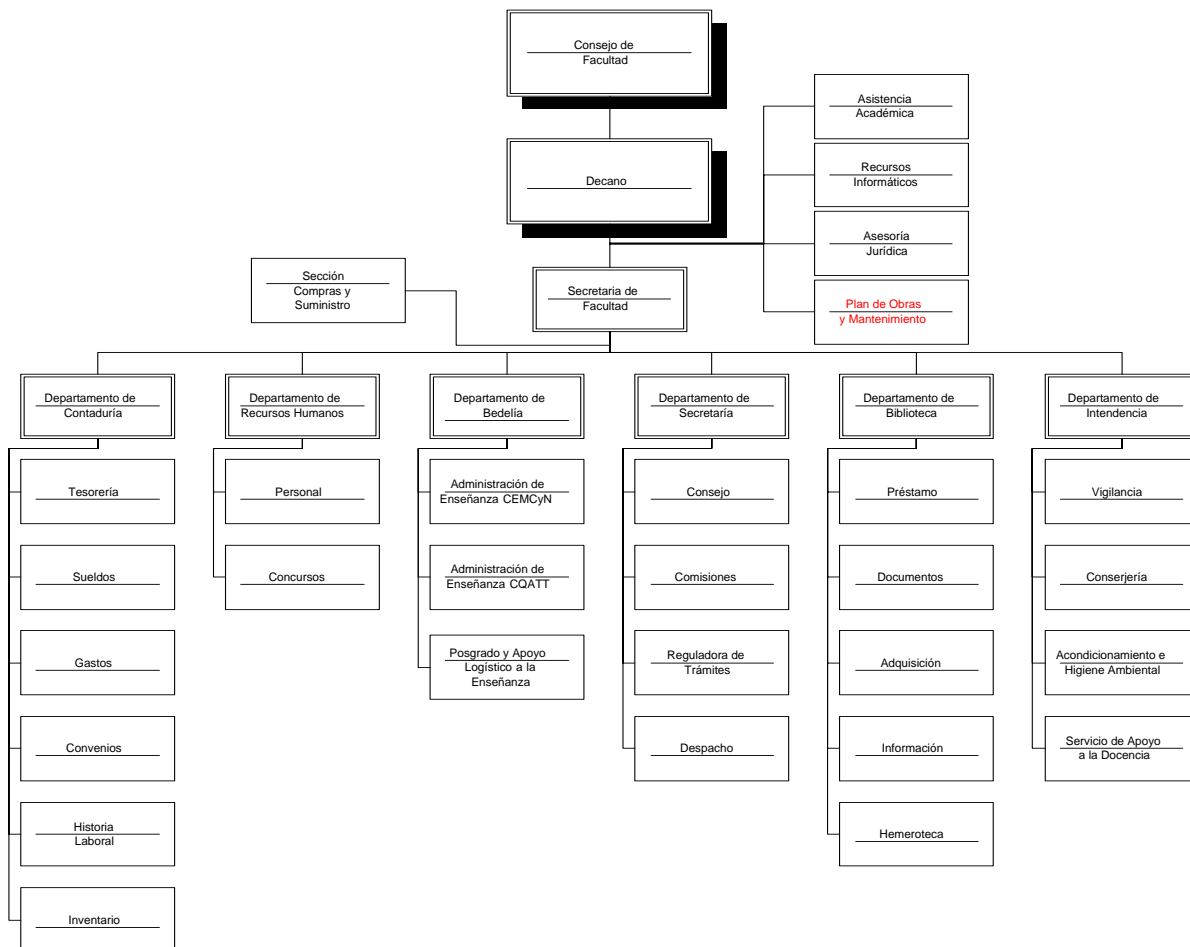 Consejo de
Facultad
Decano
Asistencia
Académica
Recursos
Informáticos
Asesoría
Jurídica
Plan de Obras
y Mantenimiento
Sección
Compras y
Suministro
Secretaria de
Facultad
Departamento de
Contaduría
Departamento de
Recursos Humanos
Departamento de
Bedelía
Departamento de
Secretaría
Departamento de
Biblioteca
Departamento de
Intendencia
Tesorería
Sueldos
Gastos
Convenios
Historia
Laboral
Inventario
Personal
Concursos
Administración de
Enseñanza CEMCyN
Administración de
Enseñanza CQATT
Posgrado y Apoyo
Logístico a la
Enseñanza
Consejo
Comisiones
Reguladora de
Trámites
Despacho
Préstamo
Documentos
Adquisición
Información
Hemeroteca
Vigilancia
Conserjería
Acondicionamiento e
Higiene Ambiental
Servicio de Apoyo
a la Docencia